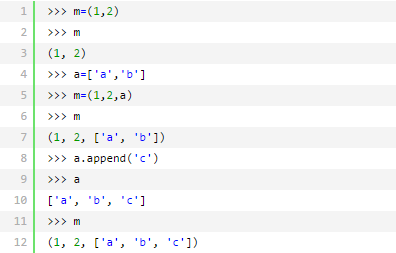 1 >>> m=(1,2)
2 >>> m
3 (1, 2)
4 >>> a=['a','b']
5 >>> m=(1,2,a)
6 >>> m
7 (1, 2, ['a', 'b'])
8 >>> a.append('c')
9 >>> a
10 ['a', 'b', 'c']
11 >>> m
12 (1, 2, ['a', 'b', 'c'])